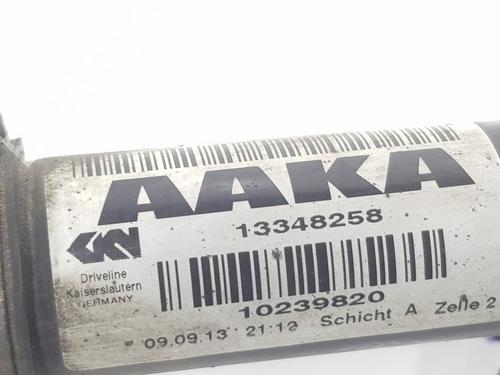 AAKA
13348258
GKN
Driveline
Kaiserslautern
GERMANY
10239820
09.09.13 21:12 Schicht A Zelle 2